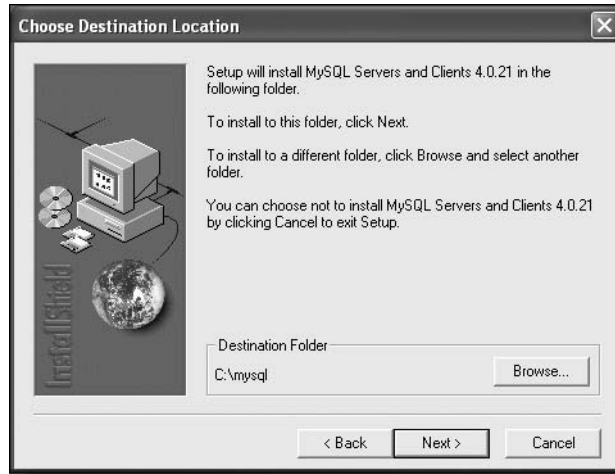 Choose Destination Location
Setup will install MySQL Servers and Clients 4.0.21 in the
following folder.
To install to this folder, click Next.
To install to a different folder, click Browse and select another
folder.
You can choose not to install MySQL Servers and Clients 4.0.21
by clicking Cancel to exit Setup.
InstallShield
Destination Folder
C:\mysql
Browse...
< Back
Next >
Cancel